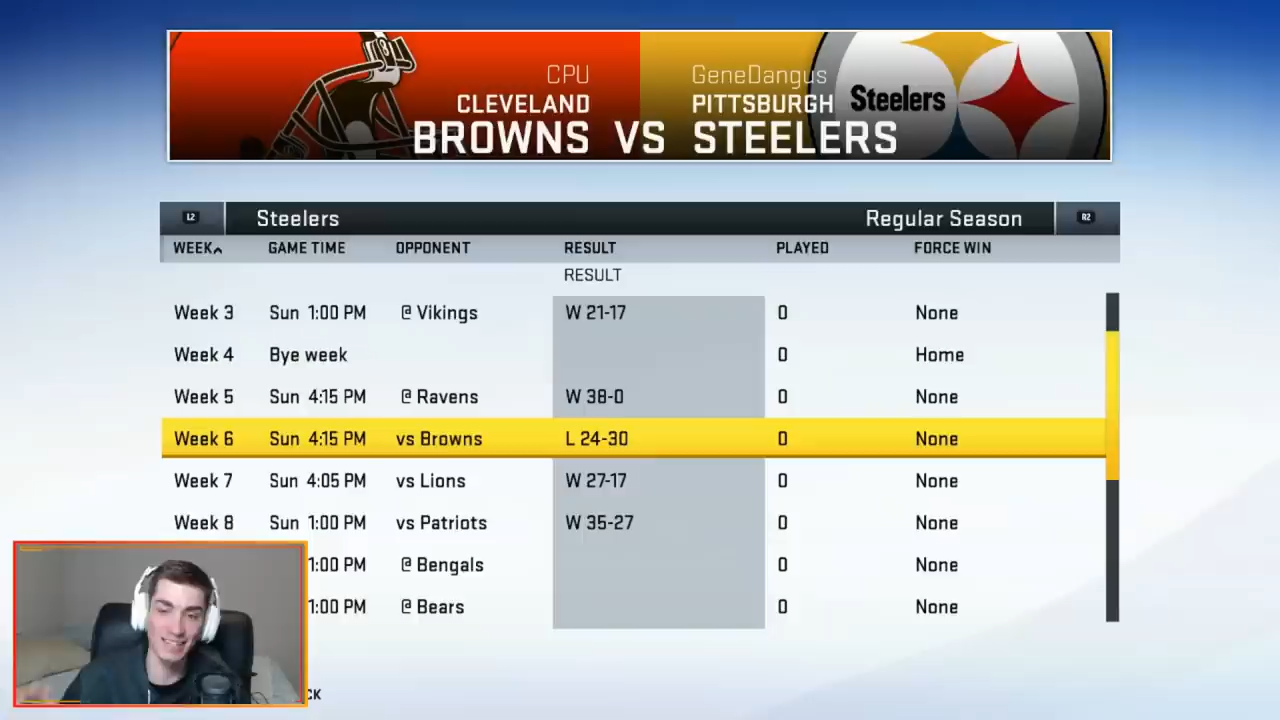 CPU
CLEVELAND
BROWNS VS STEELERS
GeneDangus
PITTSBURGH
Steelers
L2 Steelers Regular Season R2
WEEK GAME TIME OPPONENT RESULT PLAYED FORCE WIN
RESULT
Week 3 Sun 1:00 PM @ Vikings W 21-17 0 None
Week 4 Bye week 0 Home
Week 5 Sun 4:15 PM @ Ravens W 38-0 0 None
Week 6 Sun 4:15 PM vs Browns L 24-30 0 None
Week 7 Sun 4:05 PM vs Lions W 27-17 0 None
Week 8 Sun 1:00 PM vs Patriots W 35-27 0 None
1:00 PM @ Bengals 0 None
1:00 PM @ Bears 0 None
CK